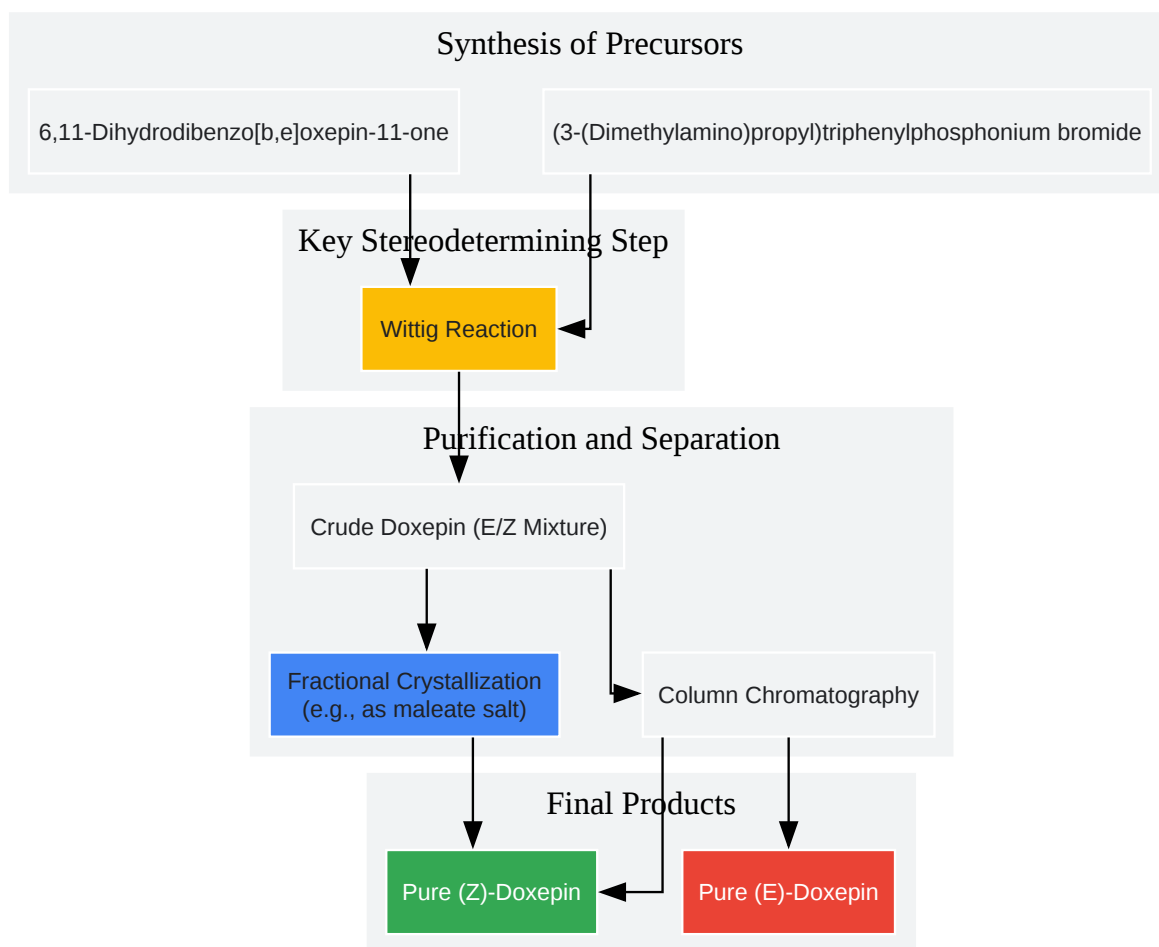 Synthesis of Precursors
6,11-Dihydrodibenzo[b,e]oxepin-11-one
(3-(Dimethylamino)propyl)triphenylphosphonium bromide
Key Stereodetermining Step
Wittig Reaction
Purification and Separation
Crude Doxepin (E/Z Mixture)
Fractional Crystallization
(e.g., as maleate salt)
Column Chromatography
Final Products
Pure (Z)-Doxepin
Pure (E)-Doxepin